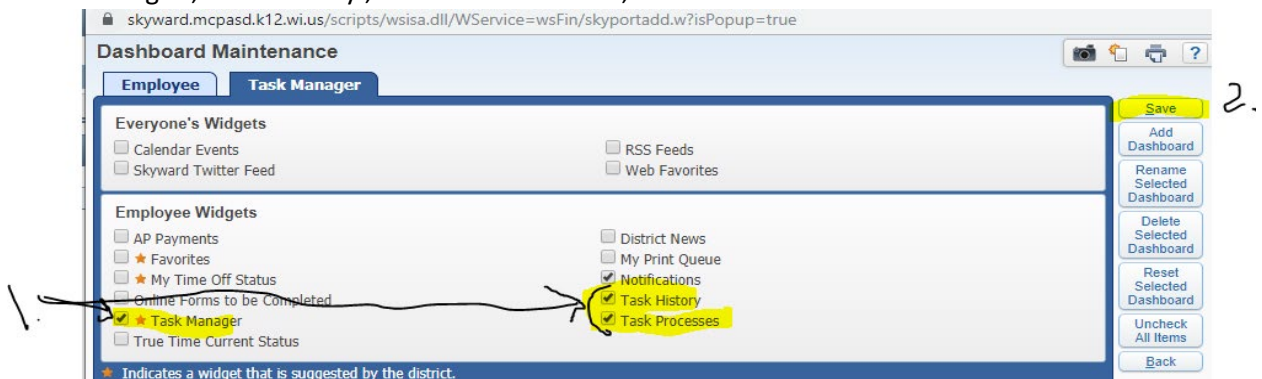 skyward.mcpasd.k12.wi.us/scripts/wsisa.dll/WService=wsFin/skyportadd.w?isPopup=true
Dashboard Maintenance
?
Employee Task Manager
Everyone's Widgets
Calendar Events
Skyward Twitter Feed
RSS Feeds
Web Favorites
Employee Widgets
AP Payments
Favorites
My Time Off Status
Online Forms to be Completed
Task Manager
True Time Current Status
District News
My Print Queue
Notifications
Task History
Task Processes
Indicates a widget that is suggested by the district.
Save
Add
Dashboard
Rename
Selected
Dashboard
Delete
Selected
Dashboard
Reset
Selected
Dashboard
Uncheck
All Items
Back
1.
2.